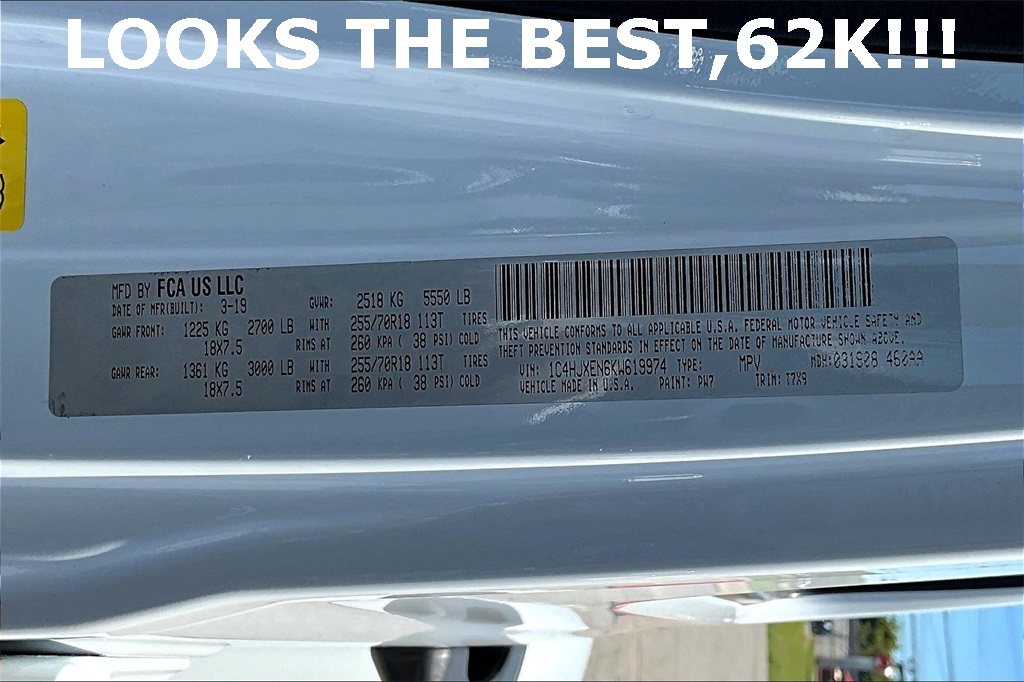 LOOKS THE BEST,62K!!!
MFD BY FCA US LLC
DATE OF MFR(BUILT): 3-19 GVWR: 2518 KG 5550 LB
GAWR FRONT: 1225 KG 2700 LB WITH 255/70R18 113T TIRES
18X7.5 RIMS AT 260 KPA ( 38 PSI) COLD
GAWR REAR: 1361 KG 3000 LB WITH 255/70R18 113T TIRES
18X7.5 RIMS AT 260 KPA ( 38 PSI) COLD
THIS VEHICLE CONFORMS TO ALL APPLICABLE U.S.A. FEDERAL MOTOR VEHICLE SAFETY AND
THEFT PREVENTION STANDARDS IN EFFECT ON THE DATE OF MANUFACTURE SHOWN ABOVE.
VIN: 1C4HJXEN6KW619974 TYPE: MPV MDH:031908 460AA
VEHICLE MADE IN U.S.A. PAINT: PW7 TRIM: T7X9